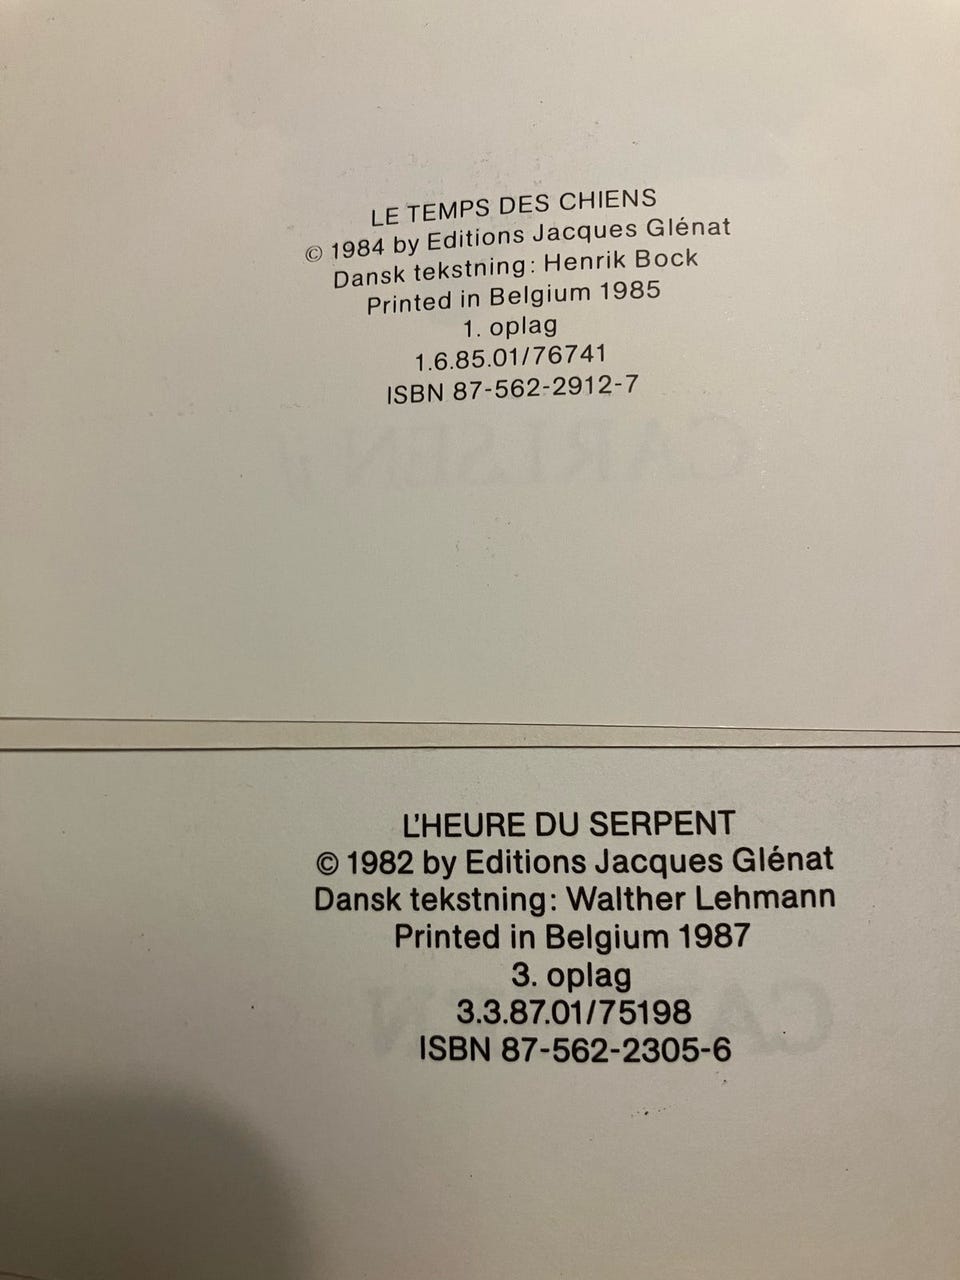 LE TEMPS DES CHIENS
© 1984 by Editions Jacques Glénat
Dansk tekstning: Henrik Bock
Printed in Belgium 1985
1. oplag
1.6.85.01/76741
ISBN 87-562-2912-7
CARLSEN if
L'HEURE DU SERPENT
© 1982 by Editions Jacques Glénat
Dansk tekstning: Walther Lehmann
Printed in Belgium 1987
3. oplag
3.3.87.01/75198
ISBN 87-562-2305-6